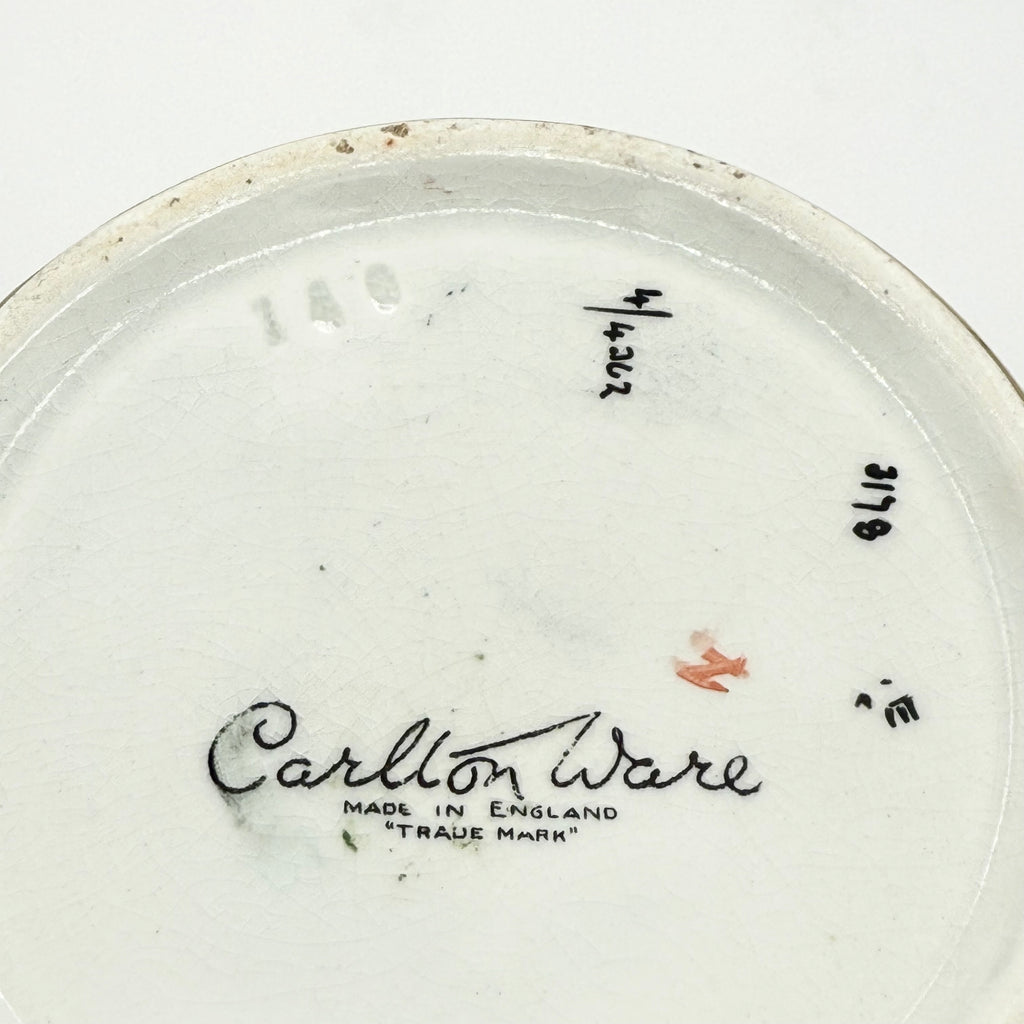 4/4262
3178
Carlton Ware
MADE IN ENGLAND
"TRADE MARK"